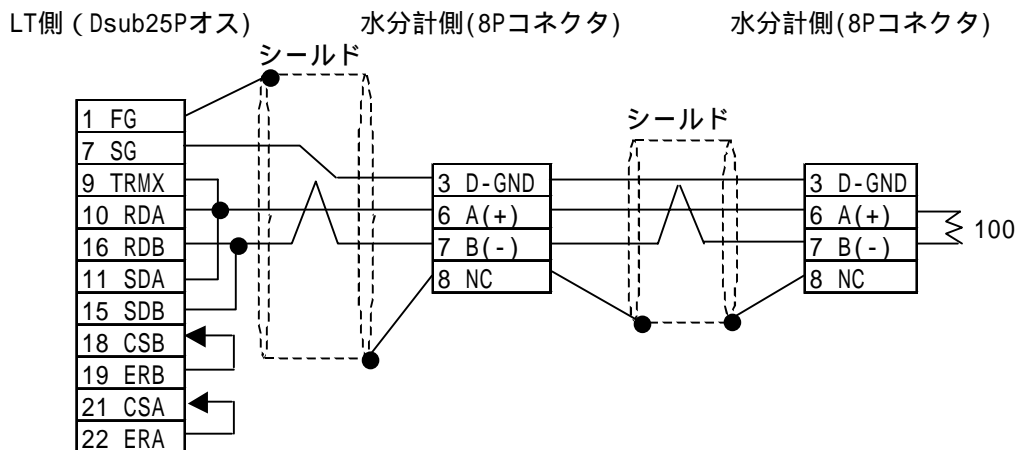 LT側(Dsub25Pオス)
水分計側(8Pコネクタ)
水分計側(8Pコネクタ)
シールド
シールド
1 FG
7 SG
9 TRMX
10 RDA
16 RDB
11 SDA
15 SDB
18 CSB
19 ERB
21 CSA
22 ERA
3 D-GND
6 A(+)
7 B(-)
8 NC
3 D-GND
6 A(+)
7 B(-)
8 NC
100